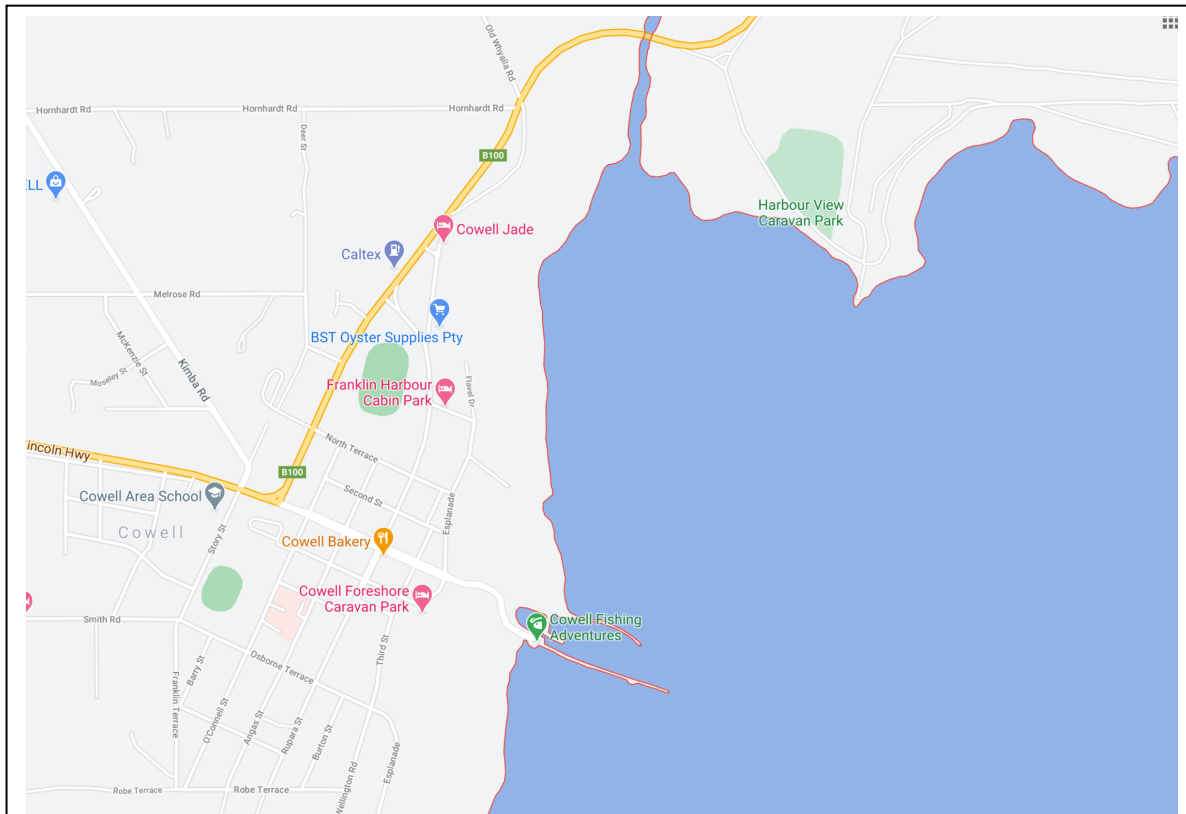 Old Whyalla Rd
Hornhardt Rd
Hornhardt Rd
Hornhardt Rd
Deer St
B100
ELL
Harbour View
Caravan Park
Cowell Jade
Caltex
Melrose Rd
BST Oyster Supplies Pty
McKenzie St
Kimba Rd
Moseley St
Franklin Harbour
Cabin Park
Flavel Dr
incoln Hwy
North Terrace
B100
Second St
Cowell Area School
Esplanade
Cowell
Story St
Cowell Bakery
Cowell Foreshore
Caravan Park
Cowell Fishing
Adventures
Smith Rd
Third St
Osborne Terrace
Barry St
Franklin Terrace
O'Connell St
Angas St
Rupara St
Burton St
Esplanade
Wellington Rd
Robe Terrace
Robe Terrace